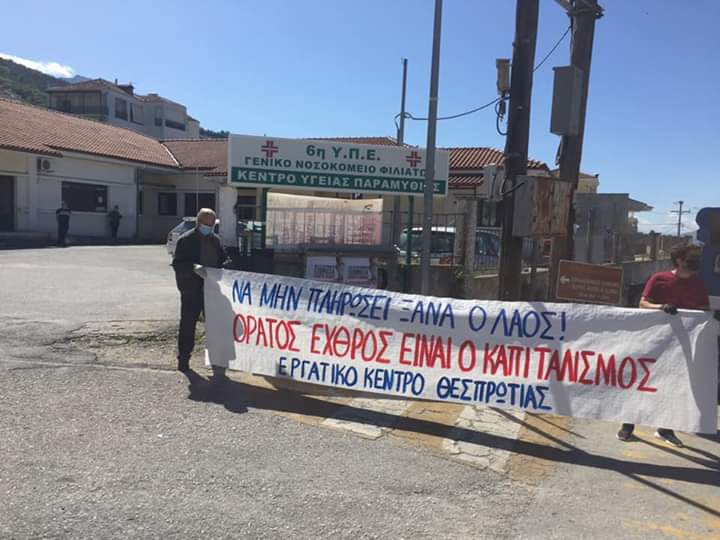 6η Υ.Π.Ε.
ΓΕΝΙΚΟ ΝΟΣΟΚΟΜΕΙΟ ΦΙΛΙΑΤΩΝ
ΚΕΝΤΡΟ ΥΓΕΙΑΣ ΠΑΡΑΜΥΘΙΑΣ
ΝΑ ΜΗΝ ΠΛΗΡΩΣΕΙ ΞΑΝΑ Ο ΛΑΟΣ!
ΟΡΑΤΟΣ ΕΧΘΡΟΣ ΕΙΝΑΙ Ο ΚΑΠΙΤΑΛΙΣΜΟΣ
ΕΡΓΑΤΙΚΟ ΚΕΝΤΡΟ ΘΕΣΠΡΩΤΙΑΣ